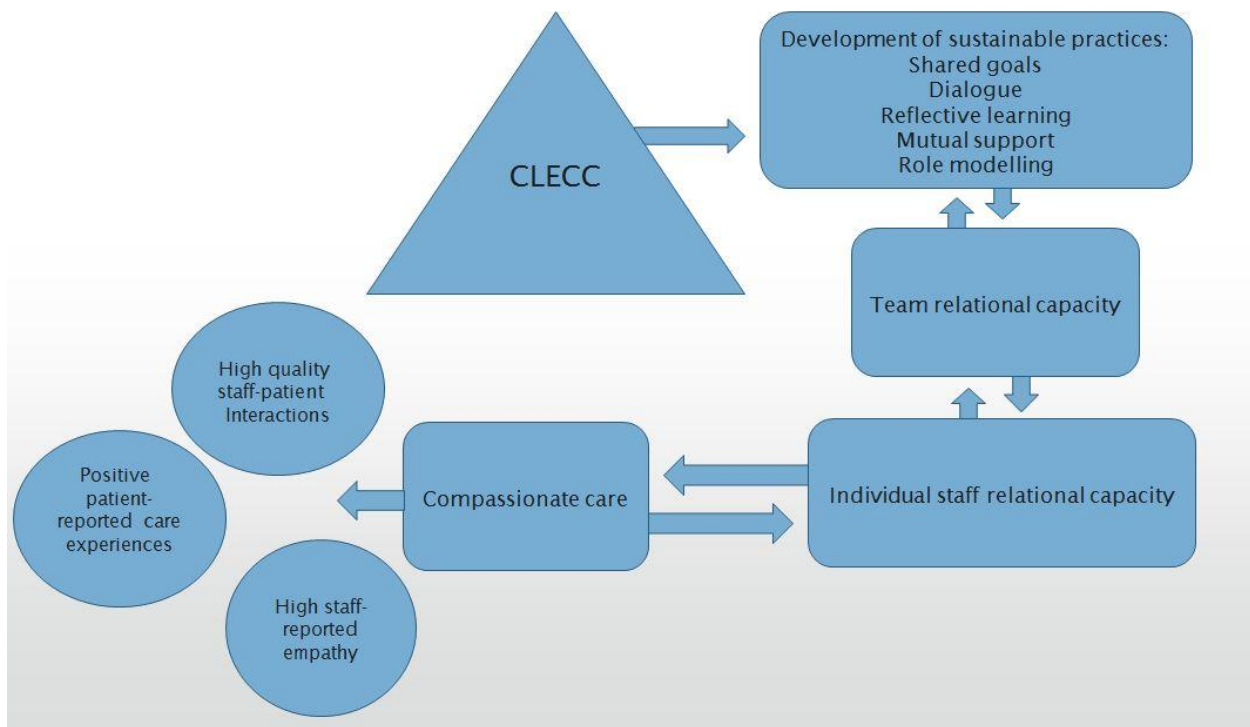 CLECC
Development of sustainable practices:
Shared goals
Dialogue
Reflective learning
Mutual support
Role modelling
Team relational capacity
Individual staff relational capacity
Compassionate care
High quality
staff-patient
Interactions
Positive
patient-
reported care
experiences
High staff-
reported
empathy